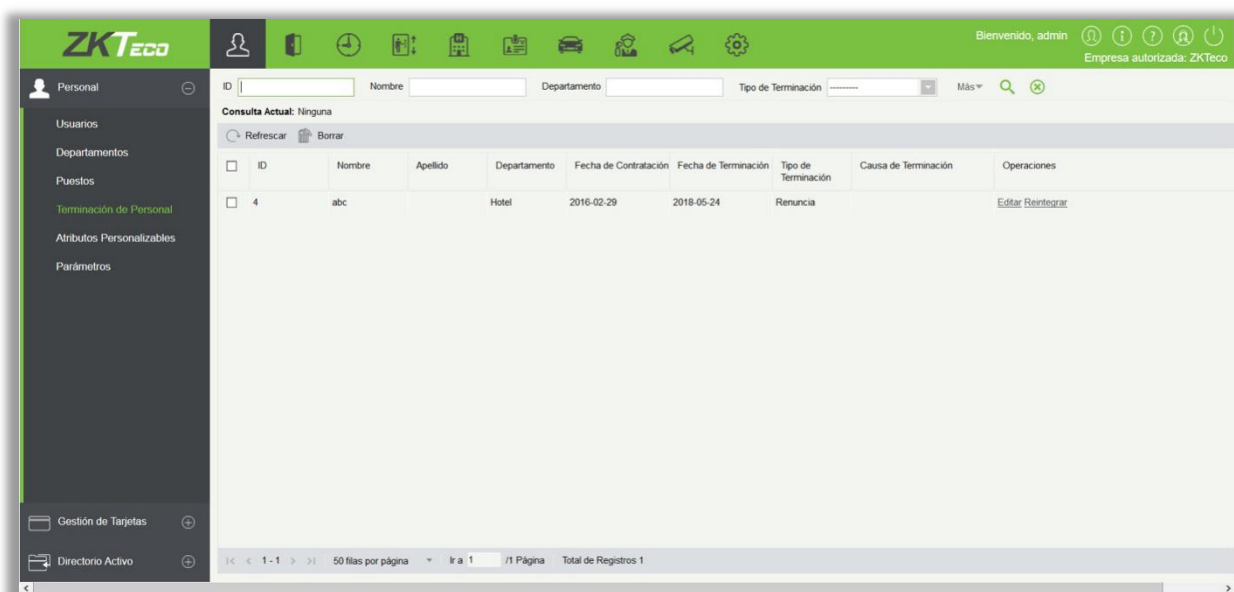 ZKTeco
Bienvenido, admin
Empresa autorizada: ZKTeco
Personal
Usuarios
Departamentos
Puestos
Terminación de Personal
Atributos Personalizables
Parámetros
Gestión de Tarjetas
Directorio Activo
ID Nombre Departamento Tipo de Terminación --------- Más
Consulta Actual: Ninguna
Refrescar Borrar
ID Nombre Apellido Departamento Fecha de Contratación Fecha de Terminación Tipo de Terminación Causa de Terminación Operaciones
4 abc Hotel 2016-02-29 2018-05-24 Renuncia Editar Reintegrar
1 - 1 50 filas por página Ir a 1 /1 Página Total de Registros 1